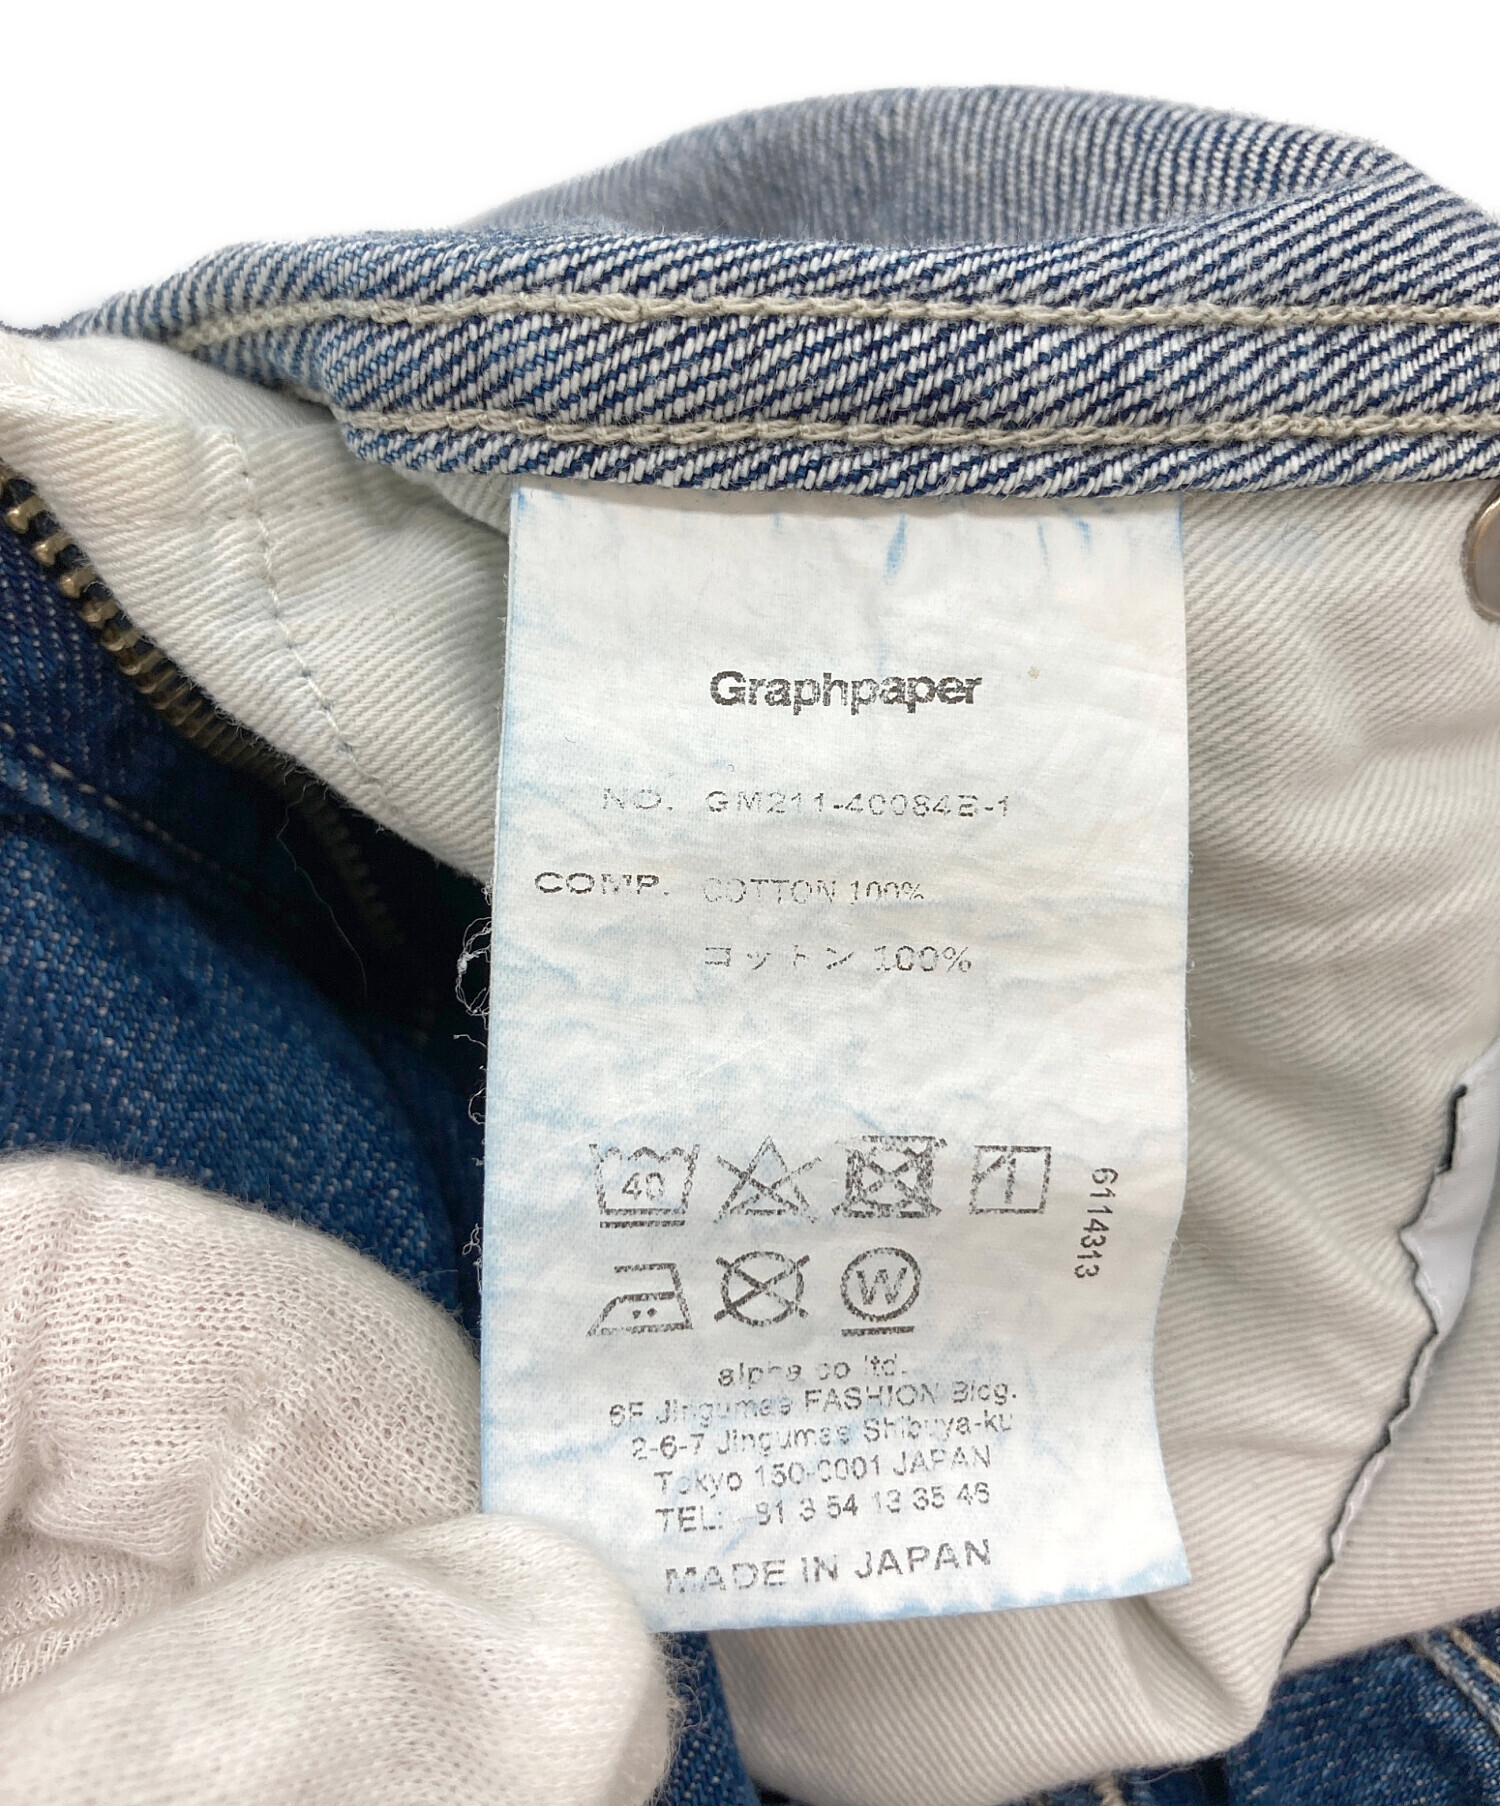 Graphpaper
NO. GM211-40084B-1
COMP. COTTON 100%
コットン 100%
40
6114313
W
alpha co ltd.
6F Jingumae FASHION Bldg.
2-6-7 Jingumae Shibuya-ku
Tokyo 150-0001 JAPAN
TEL: 81 3 54 13 35 46
MADE IN JAPAN